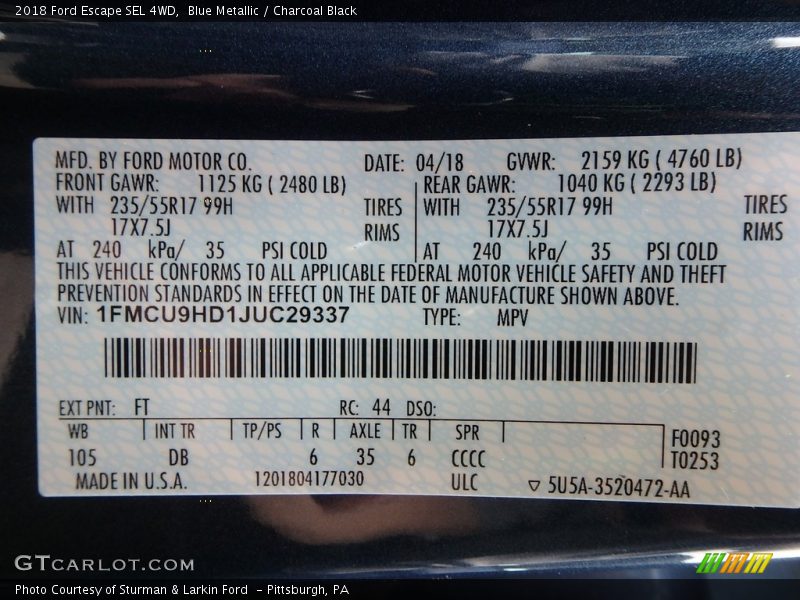 2018 Ford Escape SEL 4WD,  Blue Metallic / Charcoal Black
MFD. BY FORD MOTOR CO. DATE: 04/18 GVWR: 2159 KG ( 4760 LB)
FRONT GAWR: 1125 KG ( 2480 LB) REAR GAWR: 1040 KG ( 2293 LB)
WITH 235/55R17 99H TIRES WITH 235/55R17 99H TIRES
17X7.5J RIMS 17X7.5J RIMS
AT 240 kPa/ 35 PSI COLD AT 240 kPa/ 35 PSI COLD
THIS VEHICLE CONFORMS TO ALL APPLICABLE FEDERAL MOTOR VEHICLE SAFETY AND THEFT
PREVENTION STANDARDS IN EFFECT ON THE DATE OF MANUFACTURE SHOWN ABOVE.
VIN: 1FMCU9HD1JUC29337 TYPE: MPV
EXT PNT: FT RC: 44 DSO:
WB INT TR TP/PS R AXLE TR SPR F0093
105 DB 6 35 6 CCCC T0253
MADE IN U.S.A. 1201804177030 ULC ▽ 5U5A-3520472-AA
GTCARLOT.COM
Photo Courtesy of Sturman & Larkin Ford  - Pittsburgh, PA